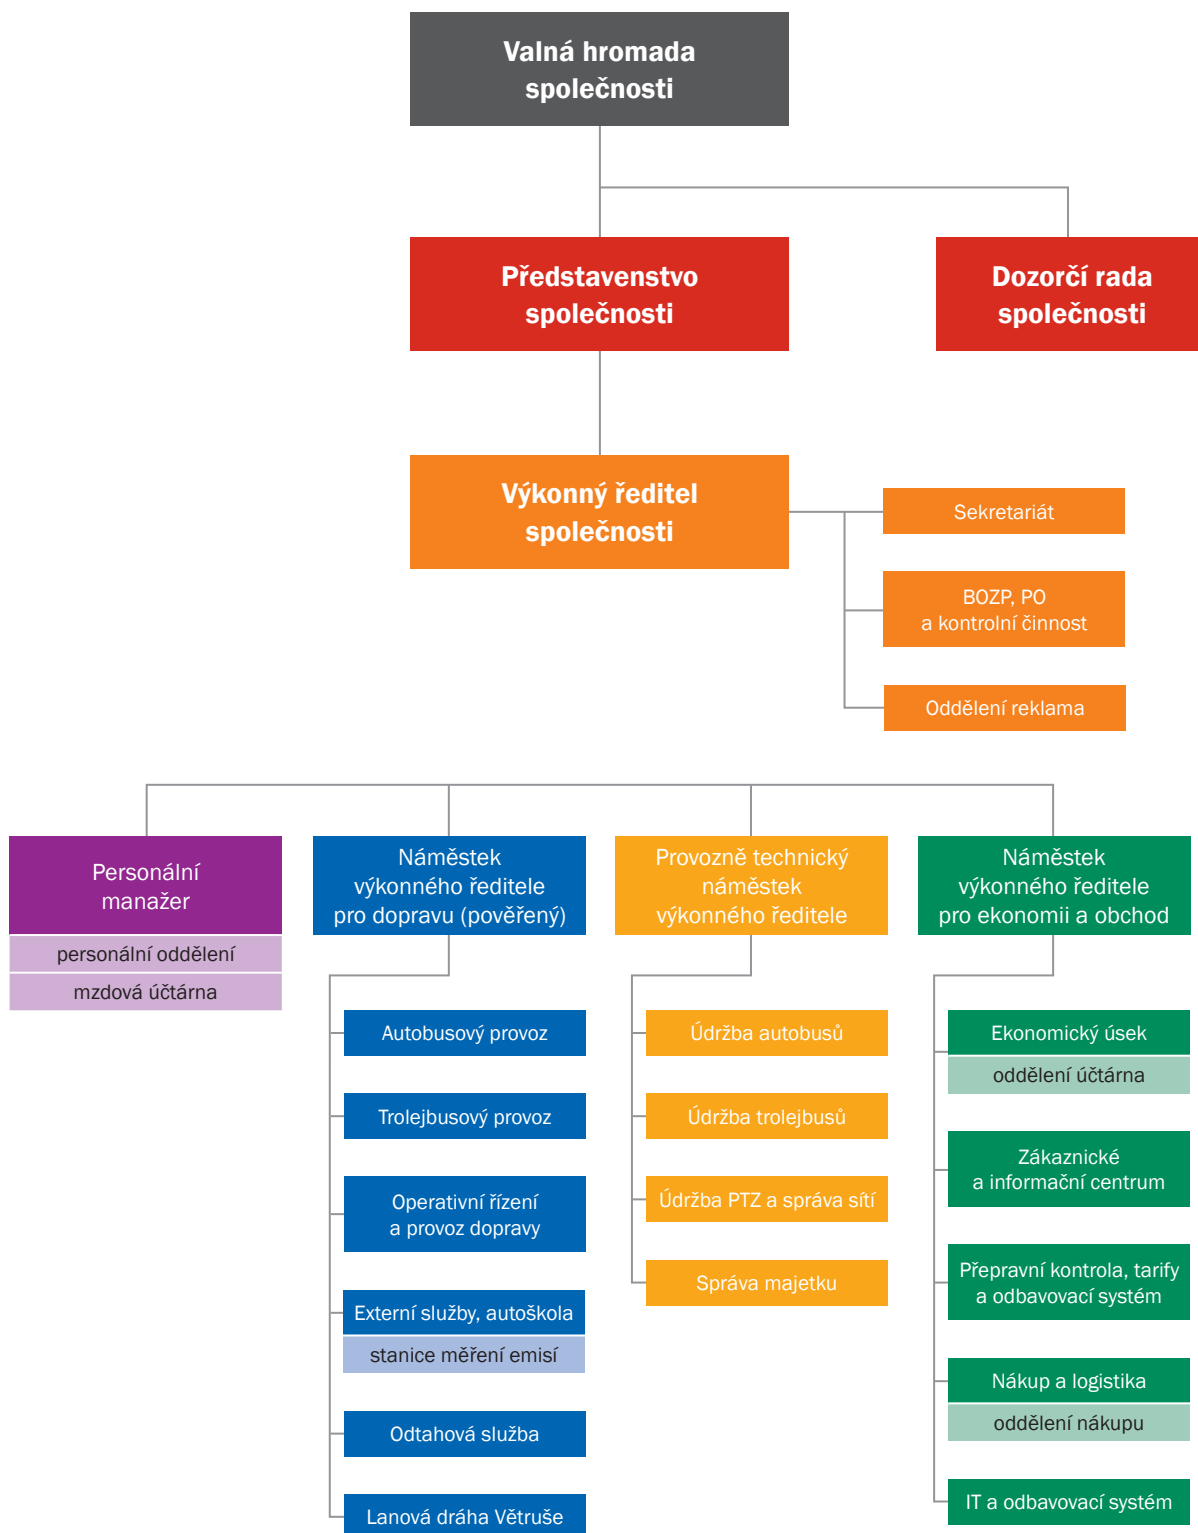 Valná hromada
společnosti
Představenstvo
společnosti
Dozorčí rada
společnosti
Výkonný ředitel
společnosti
Sekretariát
BOZP, PO
a kontrolní činnost
Oddělení reklama
Personální
manažer
personální oddělení
mzdová účtárna
Náměstek
výkonného ředitele
pro dopravu (pověřený)
Autobusový provoz
Trolejbusový provoz
Operativní řízení
a provoz dopravy
Externí služby, autoškola
stanice měření emisí
Odtahová služba
Lanová dráha Větruše
Provozně technický
náměstek
výkonného ředitele
Údržba autobusů
Údržba trolejbusů
Údržba PTZ a správa sítí
Správa majetku
Náměstek
výkonného ředitele
pro ekonomii a obchod
Ekonomický úsek
oddělení účtárna
Zákaznické
a informační centrum
Přepravní kontrola, tarify
a odbavovací systém
Nákup a logistika
oddělení nákupu
IT a odbavovací systém